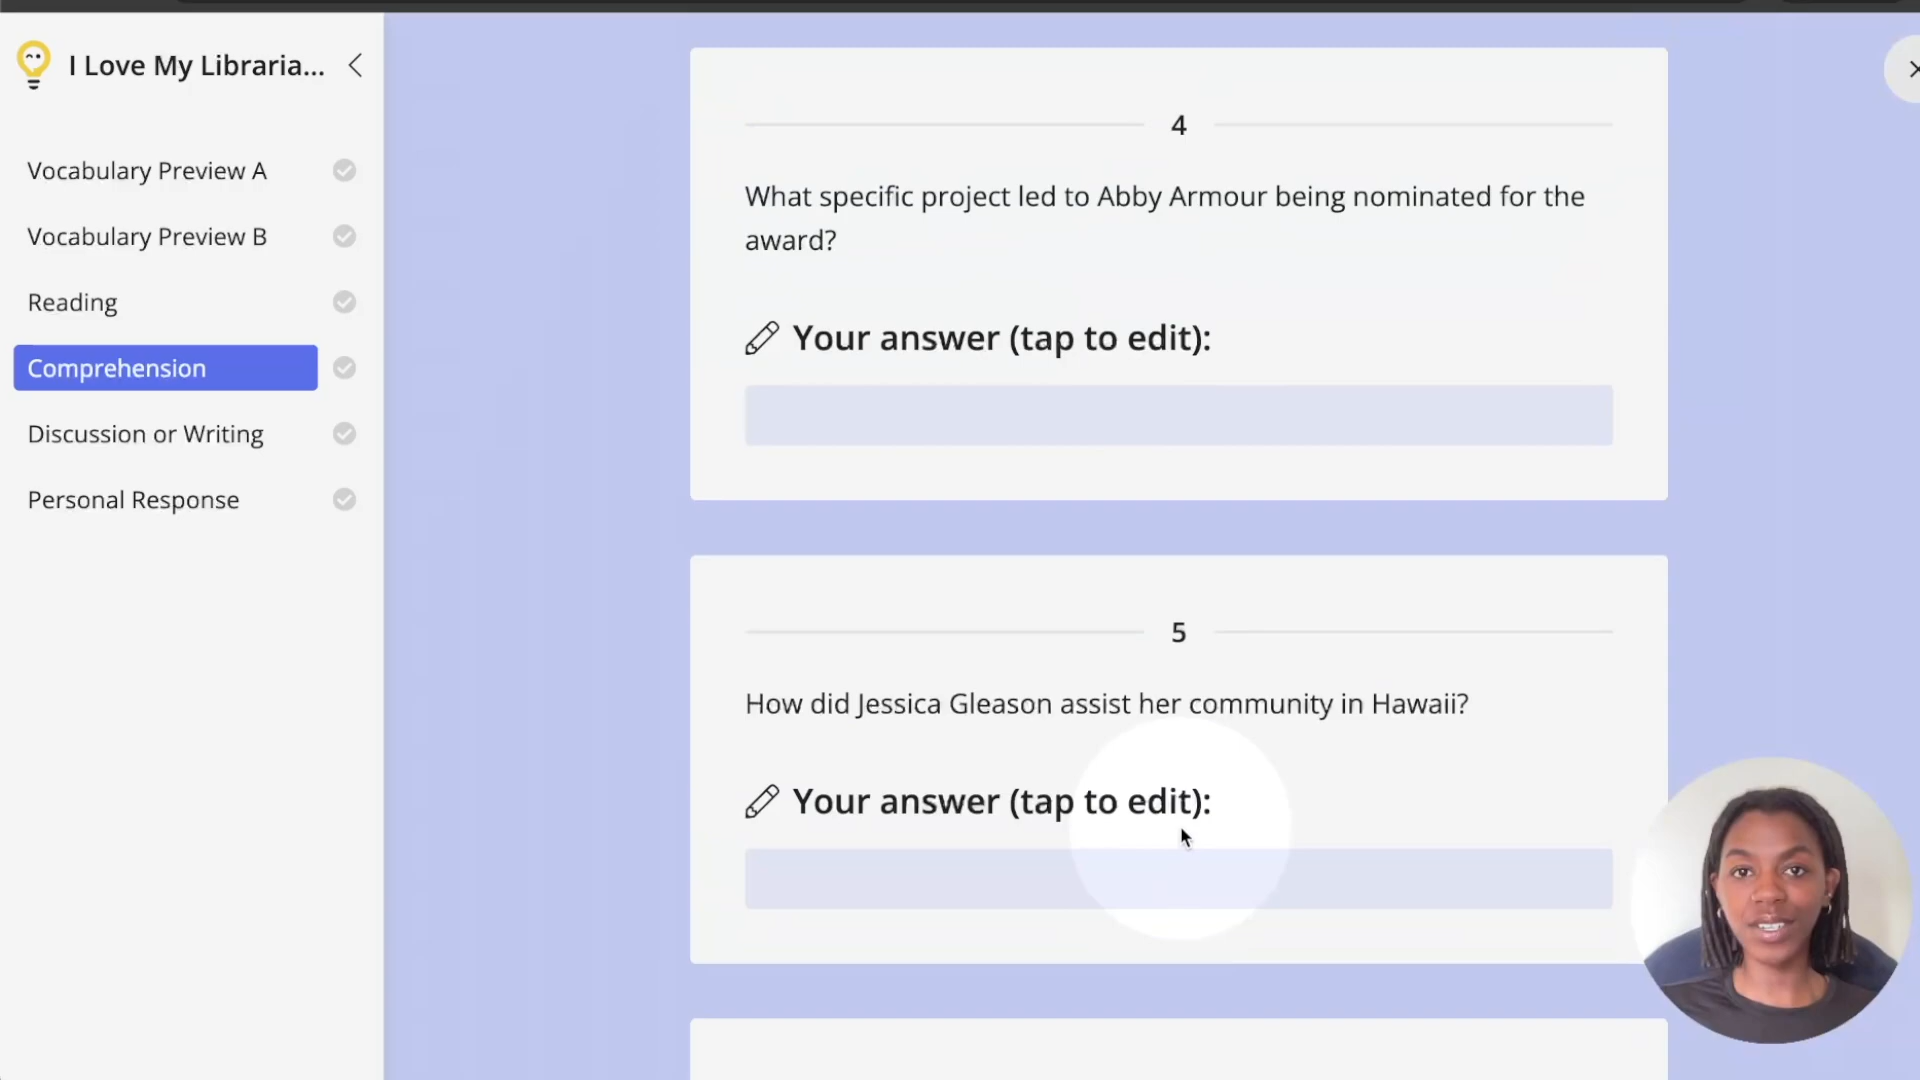 I Love My Libraria...
Vocabulary Preview A
Vocabulary Preview B
Reading
Comprehension
Discussion or Writing
Personal Response
4
What specific project led to Abby Armour being nominated for the
award?
Your answer (tap to edit):
5
How did Jessica Gleason assist her community in Hawaii?
Your answer (tap to edit):